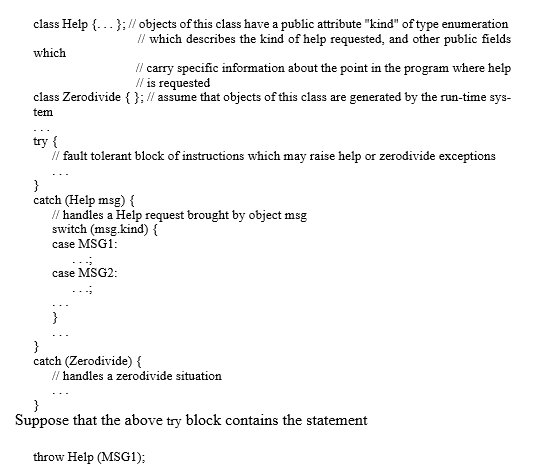 class Help {. . . }; // objects of this class have a public attribute "kind" of type enumeration
// which describes the kind of help requested, and other public fields
which
// carry specific information about the point in the program where help
// is requested
class Zerodivide { }; // assume that objects of this class are generated by the run-time sys-
tem
. . .
try {
// fault tolerant block of instructions which may raise help or zerodivide exceptions
. . .
}
catch (Help msg) {
// handles a Help request brought by object msg
switch (msg.kind) {
case MSG1:
. . .;
case MSG2:
. . .;
. . .
}
. . .
}
catch (Zerodivide) {
// handles a zerodivide situation
. . .
}
Suppose that the above try block contains the statement
throw Help (MSG1);